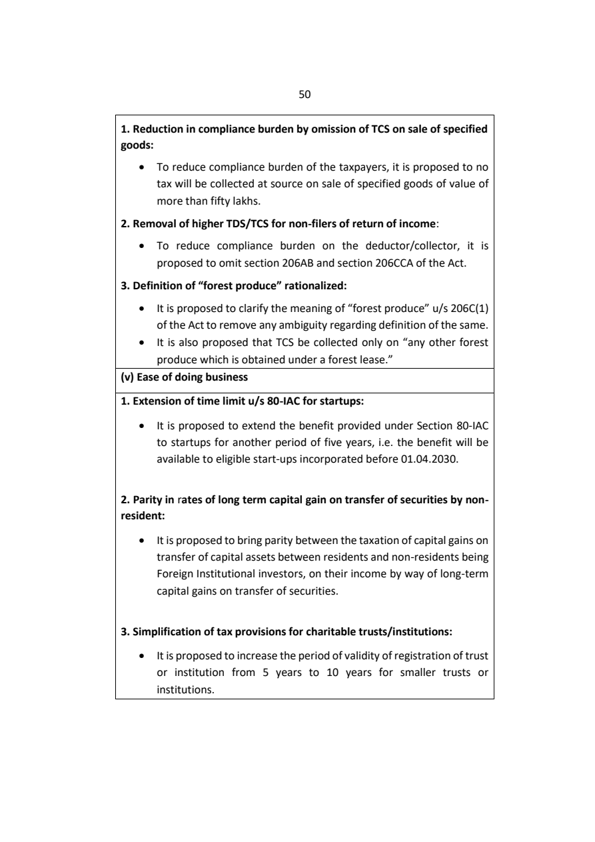 50
1. Reduction in compliance burden by omission of TCS on sale of specified
goods:
• To reduce compliance burden of the taxpayers, it is proposed to no
tax will be collected at source on sale of specified goods of value of
more than fifty lakhs.
2. Removal of higher TDS/TCS for non-filers of return of income:
• To reduce compliance burden on the deductor/collector, it is
proposed to omit section 206AB and section 206CCA of the Act.
3. Definition of “forest produce” rationalized:
• It is proposed to clarify the meaning of “forest produce” u/s 206C(1)
of the Act to remove any ambiguity regarding definition of the same.
• It is also proposed that TCS be collected only on “any other forest
produce which is obtained under a forest lease.”
(v) Ease of doing business
1. Extension of time limit u/s 80-IAC for startups:
• It is proposed to extend the benefit provided under Section 80-IAC
to startups for another period of five years, i.e. the benefit will be
available to eligible start-ups incorporated before 01.04.2030.
2. Parity in rates of long term capital gain on transfer of securities by non-
resident:
• It is proposed to bring parity between the taxation of capital gains on
transfer of capital assets between residents and non-residents being
Foreign Institutional investors, on their income by way of long-term
capital gains on transfer of securities.
3. Simplification of tax provisions for charitable trusts/institutions:
• It is proposed to increase the period of validity of registration of trust
or institution from 5 years to 10 years for smaller trusts or
institutions.